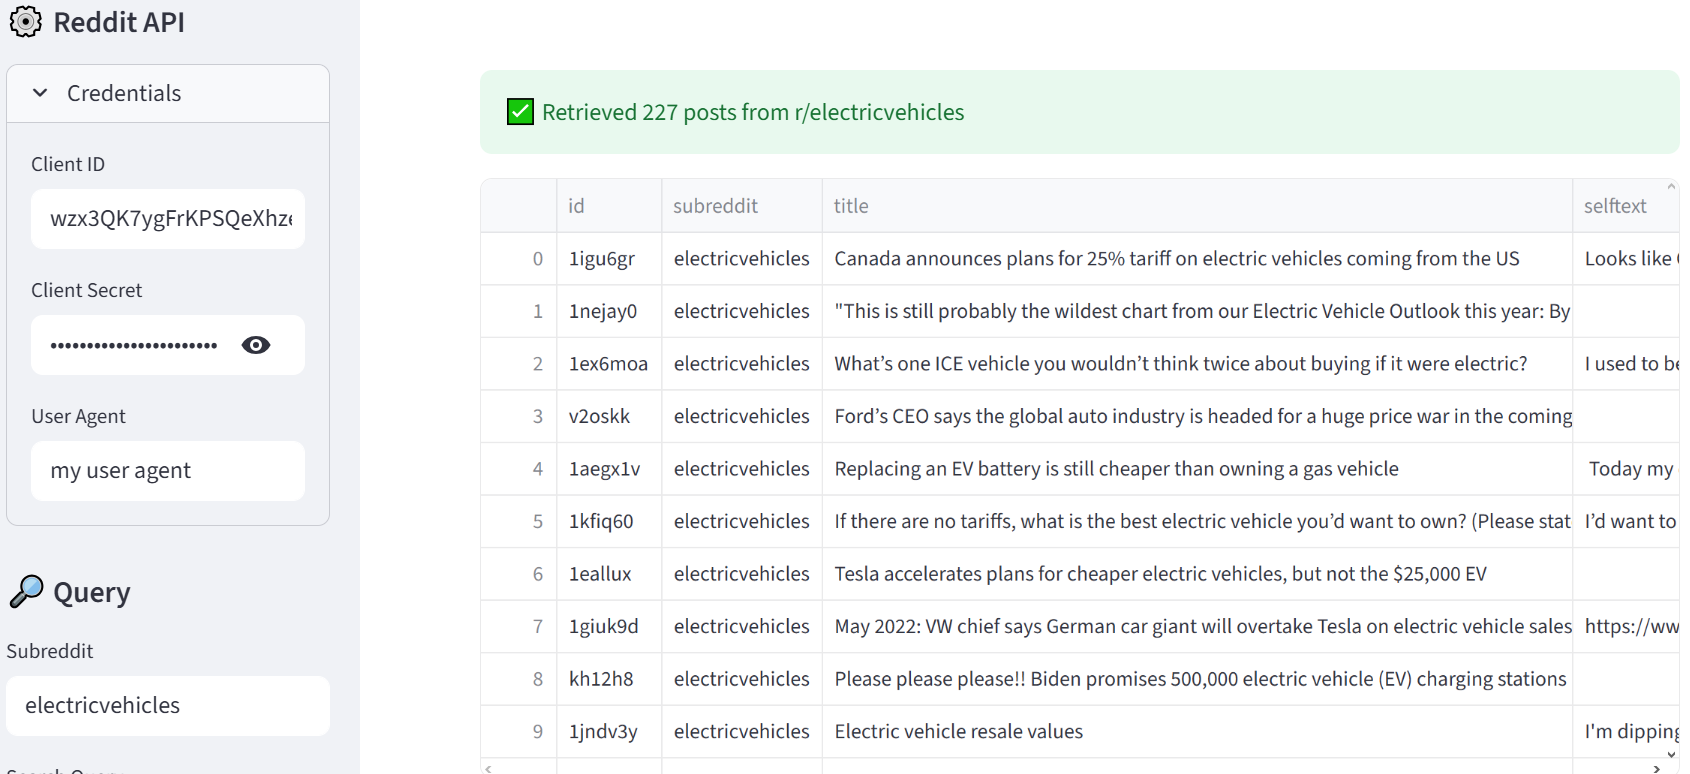 Reddit API
Credentials
Client ID
wzx3QK7ygFrKPSQeXhz
Client Secret
••••••••••••••••••••••••
User Agent
my user agent
Query
Subreddit
electricvehicles
Retrieved 227 posts from r/electricvehicles
id subreddit title selftext
0 1igu6gr electricvehicles Canada announces plans for 25% tariff on electric vehicles coming from the US Looks like
1 1nejay0 electricvehicles "This is still probably the wildest chart from our Electric Vehicle Outlook this year: By
2 1ex6moa electricvehicles What’s one ICE vehicle you wouldn’t think twice about buying if it were electric? I used to be
3 v2oskk electricvehicles Ford’s CEO says the global auto industry is headed for a huge price war in the coming
4 1aegx1v electricvehicles Replacing an EV battery is still cheaper than owning a gas vehicle Today my
5 1kfiq60 electricvehicles If there are no tariffs, what is the best electric vehicle you’d want to own? (Please stat I’d want to
6 1eallux electricvehicles Tesla accelerates plans for cheaper electric vehicles, but not the $25,000 EV
7 1giuk9d electricvehicles May 2022: VW chief says German car giant will overtake Tesla on electric vehicle sales https://ww
8 kh12h8 electricvehicles Please please please!! Biden promises 500,000 electric vehicle (EV) charging stations
9 1jndv3y electricvehicles Electric vehicle resale values I'm dipping